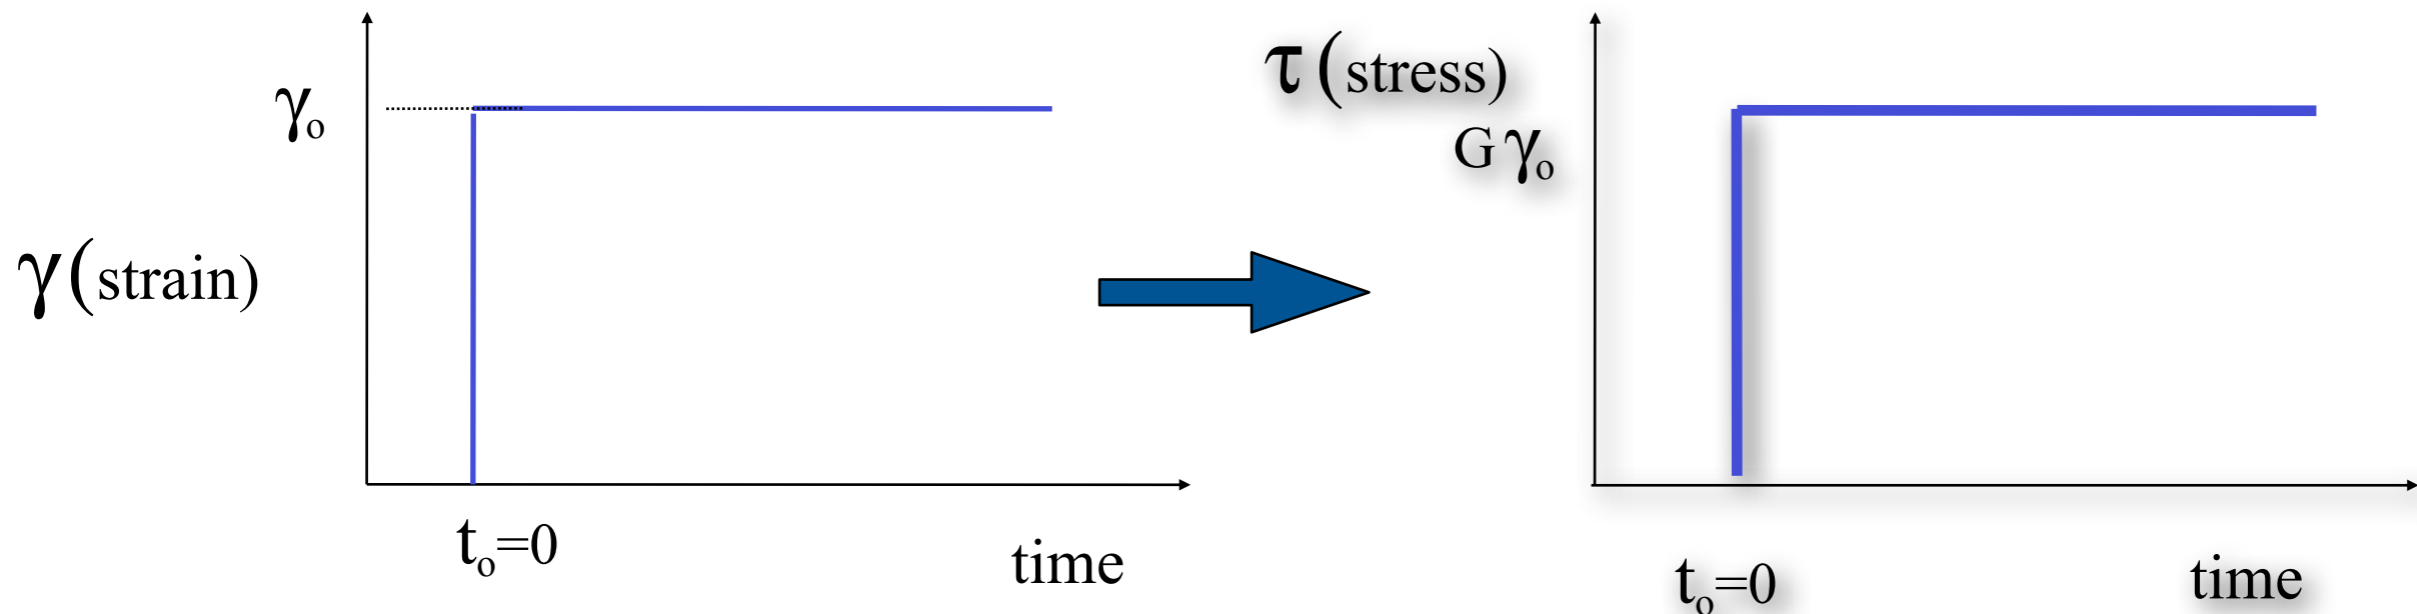 γₒ
γ(strain)
tₒ=0
time
τ(stress)
Gγₒ
tₒ=0
time